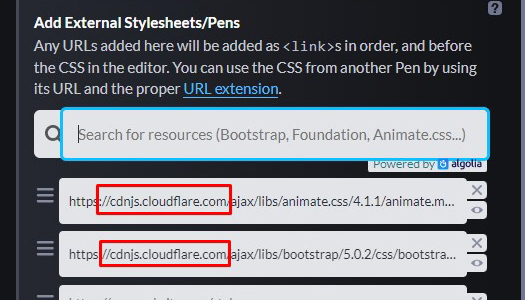 ?
Add External Stylesheets/Pens
Any URLs added here will be added as <link>s in order, and before
the CSS in the editor. You can use the CSS from another Pen by using
its URL and the proper URL extension.
Search for resources (Bootstrap, Foundation, Animate.css...)
Powered by algolia
https://cdnjs.cloudflare.com/ajax/libs/animate.css/4.1.1/animate.m...
https://cdnjs.cloudflare.com/ajax/libs/bootstrap/5.0.2/css/bootstra...